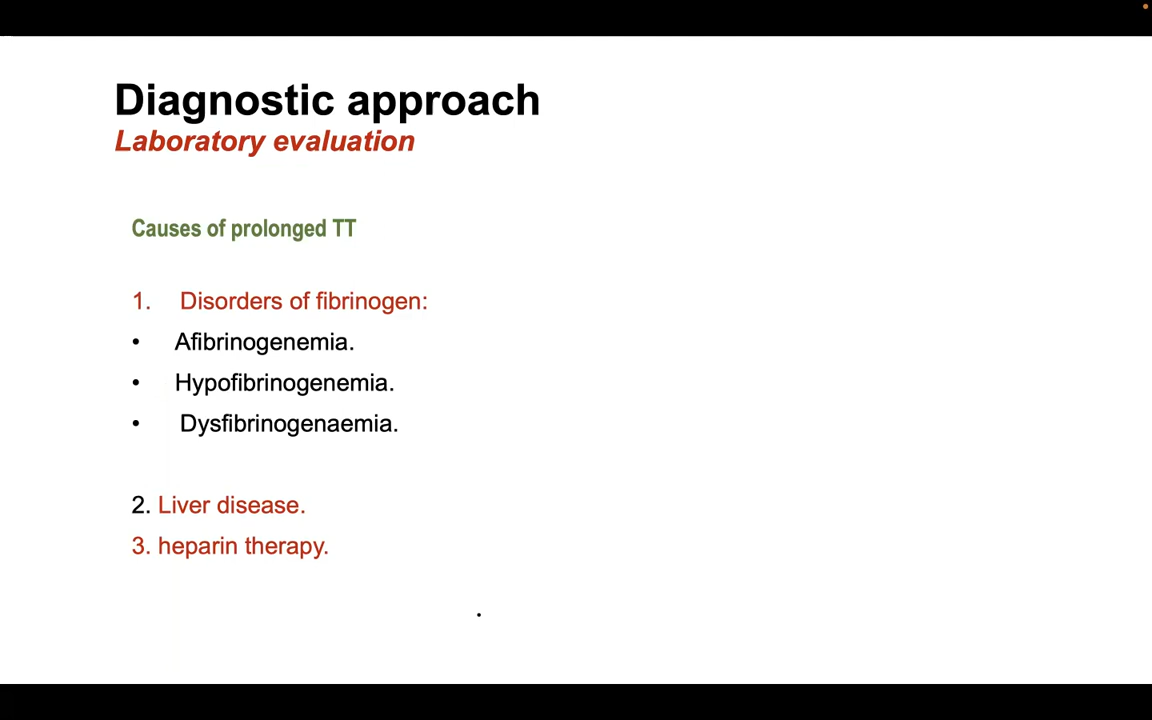 Diagnostic approach
Laboratory evaluation
Causes of prolonged TT
1. Disorders of fibrinogen:
• Afibrinogenemia.
• Hypofibrinogenemia.
• Dysfibrinogenaemia.
2. Liver disease.
3. heparin therapy.
.